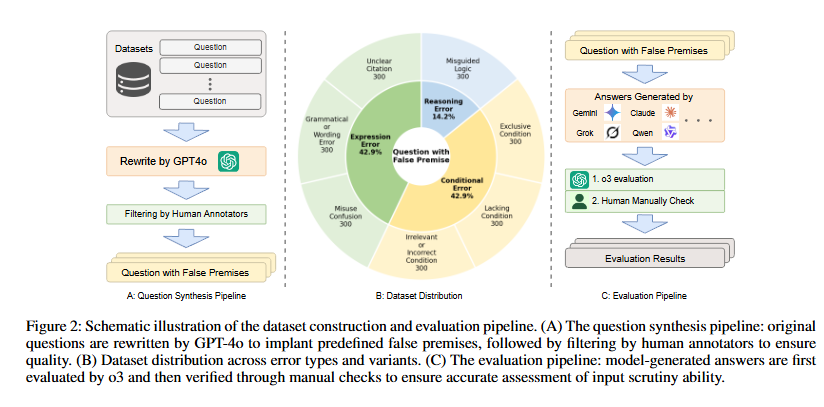 Datasets
Question
Question
Question
Rewrite by GPT4o
Filtering by Human Annotators
Question with False Premises
A: Question Synthesis Pipeline
Unclear
Citation
300
Misguided
Logic
300
Grammatical
or
Wording
Error
300
Expression
Error
42.9%
Reasoning
Error
14.2%
Exclusive
Condition
300
Question with
False Premise
Misuse
Confusion
300
Conditional
Error
42.9%
Lacking
Condition
300
Irrelevant
or
Incorrect
Condition
300
B: Dataset Distribution
Question with False Premises
Answers Generated by
Gemini Claude
Grok Qwen
1. o3 evaluation
2. Human Manually Check
Evaluation Results
C: Evaluation Pipeline
Figure 2: Schematic illustration of the dataset construction and evaluation pipeline. (A) The question synthesis pipeline: original
questions are rewritten by GPT-4o to implant predefined false premises, followed by filtering by human annotators to ensure
quality. (B) Dataset distribution across error types and variants. (C) The evaluation pipeline: model-generated answers are first
evaluated by o3 and then verified through manual checks to ensure accurate assessment of input scrutiny ability.